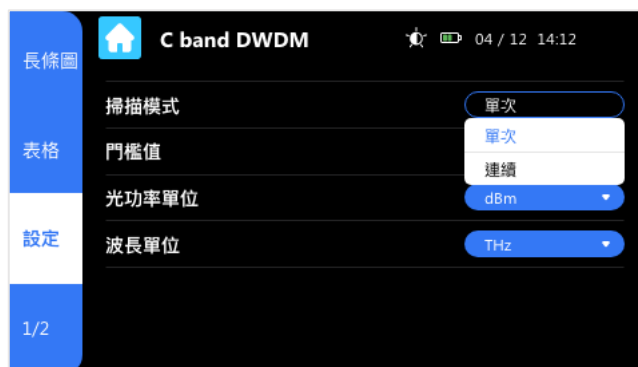 長條圖
C band DWDM
04 / 12 14:12
掃描模式
單次
單次
連續
表格
門檻值
光功率單位
dBm
設定
波長單位
THz
1/2